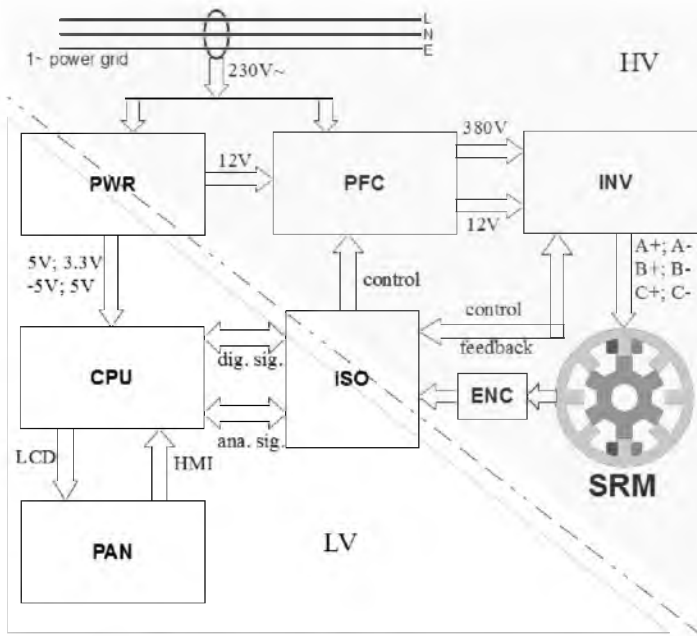 L
N
E
1~ power grid
230V~
HV
PWR
12V
PFC
380V
12V
INV
5V; 3.3V
-5V; 5V
control
A+; A-
B+; B-
C+; C-
CPU
dig. sig.
ana. sig.
ISO
control
feedback
ENC
SRM
LCD
HMI
PAN
LV